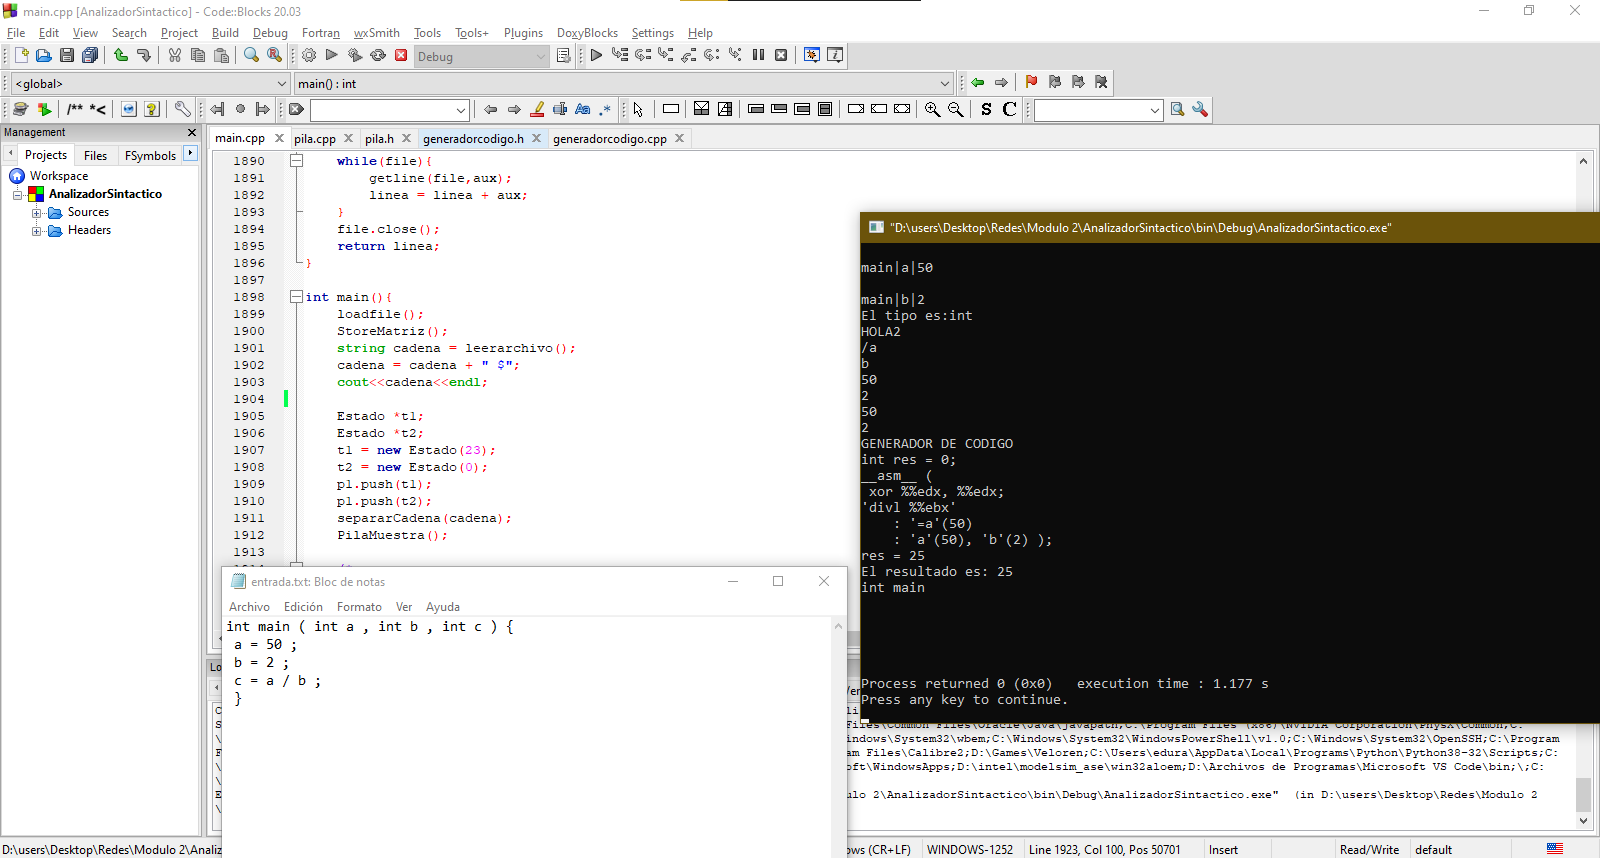 main.cpp [AnalizadorSintactico] - Code::Blocks 20.03
File Edit View Search Project Build Debug Fortran wxSmith Tools Tools+ Plugins DoxyBlocks Settings Help
Debug
<global>
main() : int
/** *<
Aa .*
S C
Management
Projects Files FSymbols
Workspace
AnalizadorSintactico
Sources
Headers
main.cpp pila.cpp pila.h generadorcodigo.h generadorcodigo.cpp
1890 while(file){
1891 getline(file,aux);
1892 linea = linea + aux;
1893 }
1894 file.close();
1895 return linea;
1896 }
1897
1898 int main(){
1899 loadfile();
1900 StoreMatriz();
1901 string cadena = leerarchivo();
1902 cadena = cadena + " $";
1903 cout<<cadena<<endl;
1904
1905 Estado *t1;
1906 Estado *t2;
1907 t1 = new Estado(23);
1908 t2 = new Estado(0);
1909 pl.push(t1);
1910 pl.push(t2);
1911 separarCadena(cadena);
1912 PilaMuestra();
1913
"D:\users\Desktop\Redes\Modulo 2\AnalizadorSintactico\bin\Debug\AnalizadorSintactico.exe"
main|a|50
main|b|2
El tipo es:int
HOLA2
/a
b
50
2
50
2
GENERADOR DE CODIGO
int res = 0;
__asm__ (
xor %%edx, %%edx;
'divl %%ebx'
: '=a'(50)
: 'a'(50), 'b'(2) );
res = 25
El resultado es: 25
int main
Process returned 0 (0x0) execution time : 1.177 s
Press any key to continue.
entrada.txt: Bloc de notas
Archivo Edición Formato Ver Ayuda
int main ( int a , int b , int c ) {
a = 50 ;
b = 2 ;
c = a / b ;
}
Files\Common Files\Oracle\Java\javapath;C:\Program Files (x86)\NVIDIA Corporation\PhysX\Common;C:
indows\System32\wbem;C:\Windows\System32\WindowsPowerShell\v1.0;C:\Windows\System32\OpenSSH;C:\Program
am Files\Calibre2;D:\Games\Veloren;C:\Users\edura\AppData\Local\Programs\Python\Python38-32\Scripts;C:
oft\WindowsApps;D:\intel\modelsim_ase\win32aloem;D:\Archivos de Programas\Microsoft VS Code\bin;\;C:
ulo 2\AnalizadorSintactico\bin\Debug\AnalizadorSintactico.exe" (in D:\users\Desktop\Redes\Modulo 2
D:\users\Desktop\Redes\Modulo 2\Analiz
ows (CR+LF) WINDOWS-1252 Line 1923, Col 100, Pos 50701 Insert Read/Write default